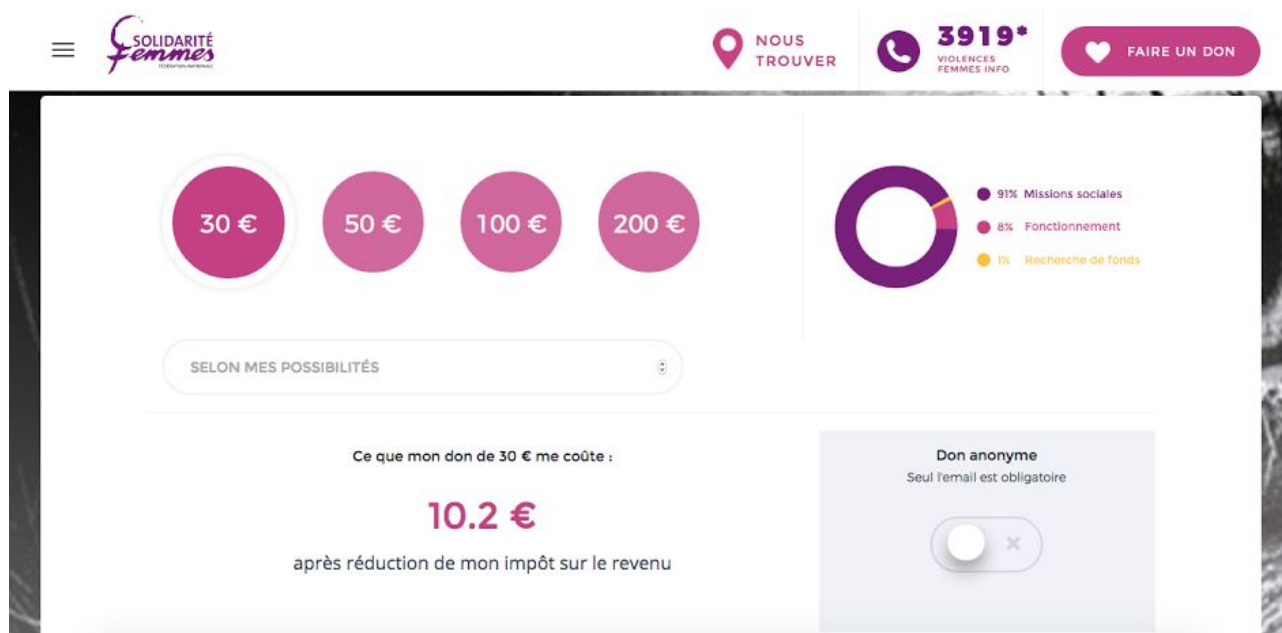 SOLIDARITÉ
Femmes
FÉDÉRATION NATIONALE
NOUS
TROUVER
3919*
VIOLENCES
FEMMES INFO
FAIRE UN DON
30 €
50 €
100 €
200 €
91% Missions sociales
8% Fonctionnement
1% Recherche de fonds
SELON MES POSSIBILITÉS
Ce que mon don de 30 € me coûte :
10.2 €
après réduction de mon impôt sur le revenu
Don anonyme
Seul l'email est obligatoire